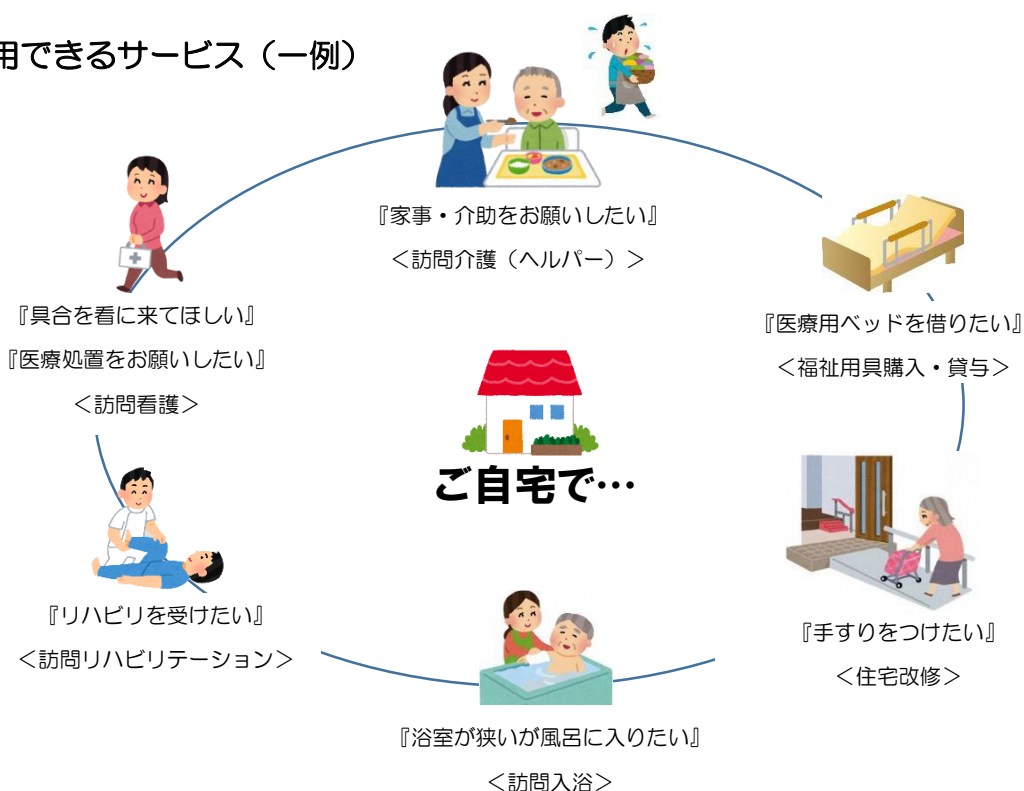 用できるサービス（一例）
『家事・介助をお願いしたい』
＜訪問介護（ヘルパー）＞
『医療用ベッドを借りたい』
＜福祉用具購入・貸与＞
『手すりをつけたい』
＜住宅改修＞
『浴室が狭いが風呂に入りたい』
＜訪問入浴＞
『リハビリを受けたい』
＜訪問リハビリテーション＞
『具合を看に来てほしい』
『医療処置をお願いしたい』
＜訪問看護＞
ご自宅で…